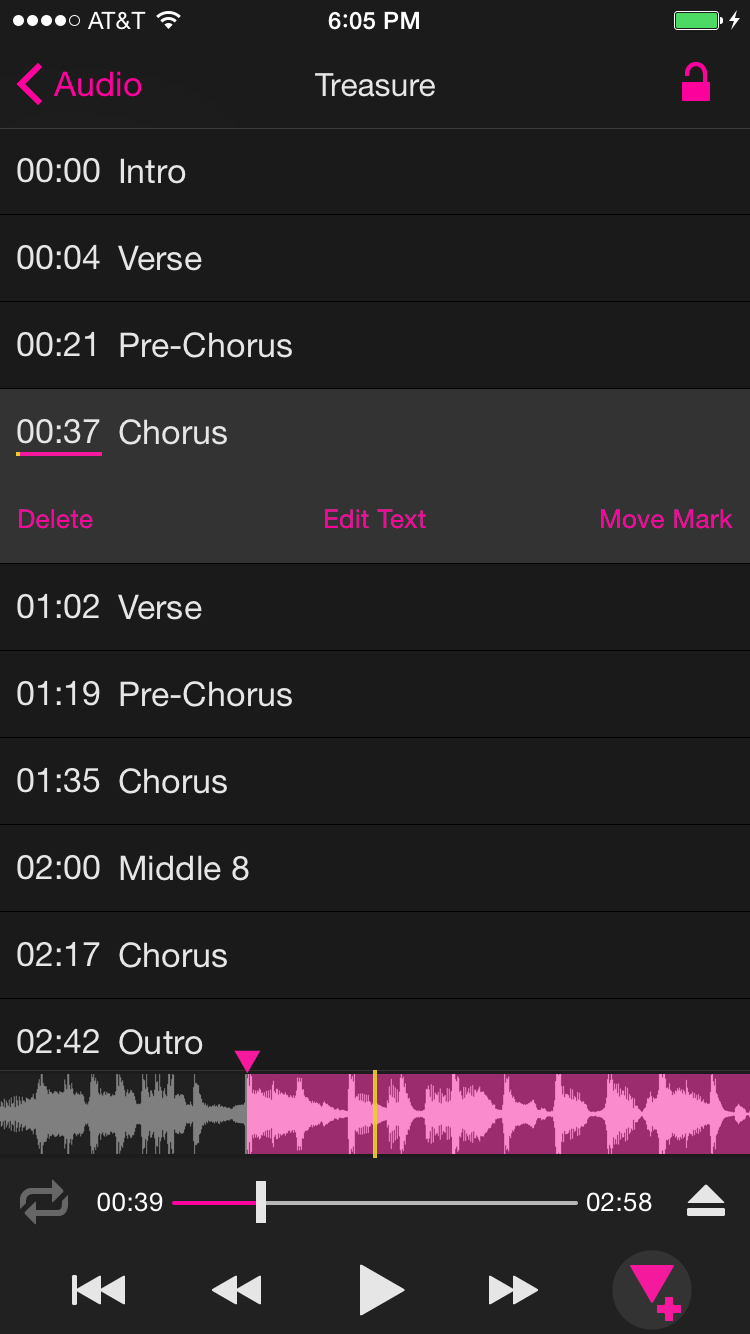 AT&T 6:05 PM
Audio Treasure
00:00 Intro
00:04 Verse
00:21 Pre-Chorus
00:37 Chorus
Delete Edit Text Move Mark
01:02 Verse
01:19 Pre-Chorus
01:35 Chorus
02:00 Middle 8
02:17 Chorus
02:42 Outro
00:39 02:58